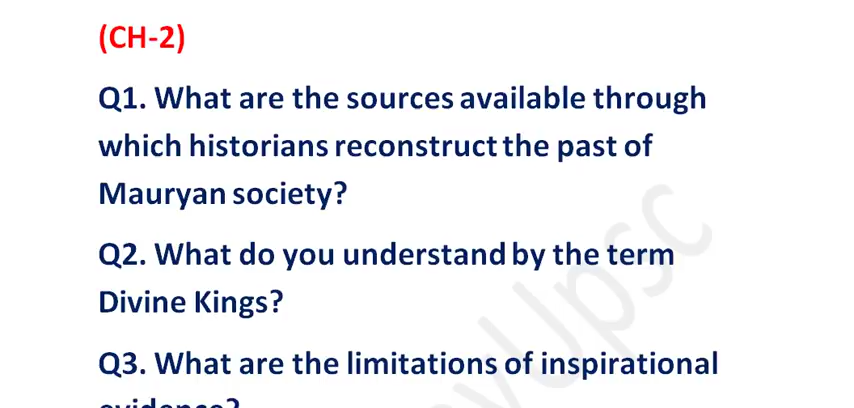 (CH-2)
Q1. What are the sources available through
which historians reconstruct the past of
Mauryan society?
Q2. What do you understand by the term
Divine Kings?
Q3. What are the limitations of inspirational
evidence?